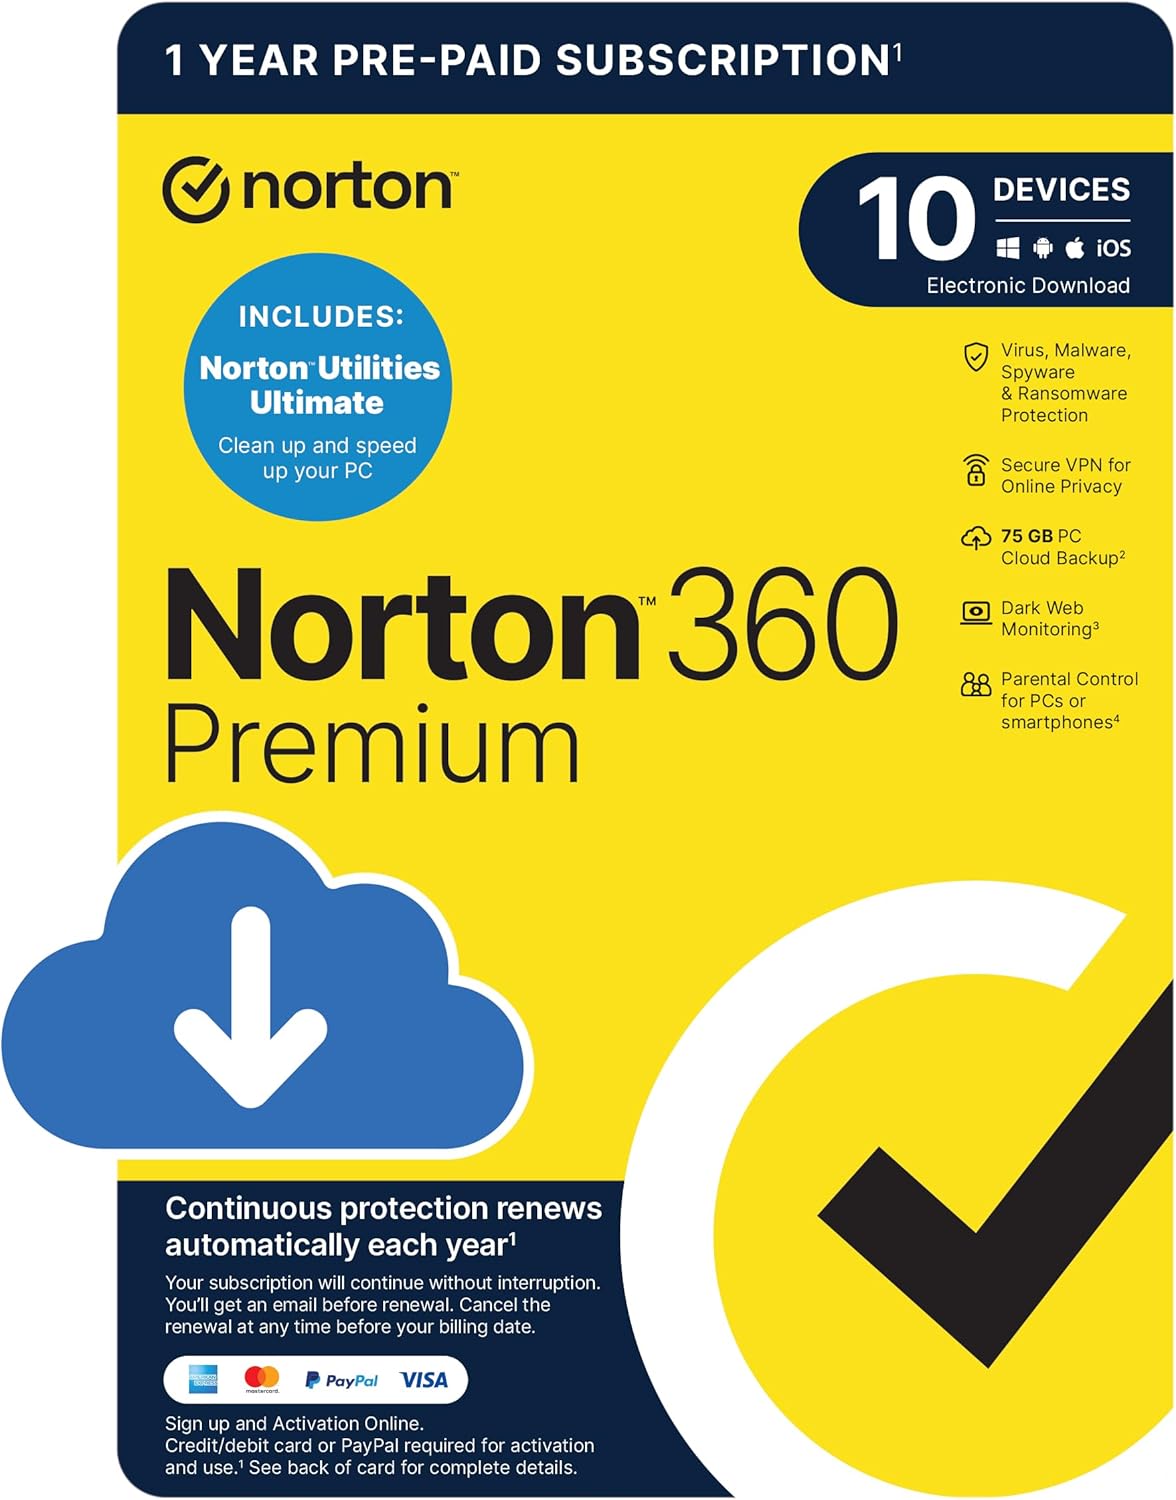 1 YEAR PRE-PAID SUBSCRIPTION¹
norton™
10
DEVICES
iOS
Electronic Download
INCLUDES:
Norton™ Utilities
Ultimate
Clean up and speed
up your PC
Virus, Malware,
Spyware
& Ransomware
Protection
Secure VPN for
Online Privacy
75 GB PC
Cloud Backup²
Dark Web
Monitoring³
Parental Control
for PCs or
smartphones⁴
Norton™ 360
Premium
Continuous protection renews
automatically each year¹
Your subscription will continue without interruption.
You'll get an email before renewal. Cancel the
renewal at any time before your billing date.
AMERICAN EXPRESS
mastercard.
PayPal
VISA
Sign up and Activation Online.
Credit/debit card or PayPal required for activation
and use.¹ See back of card for complete details.